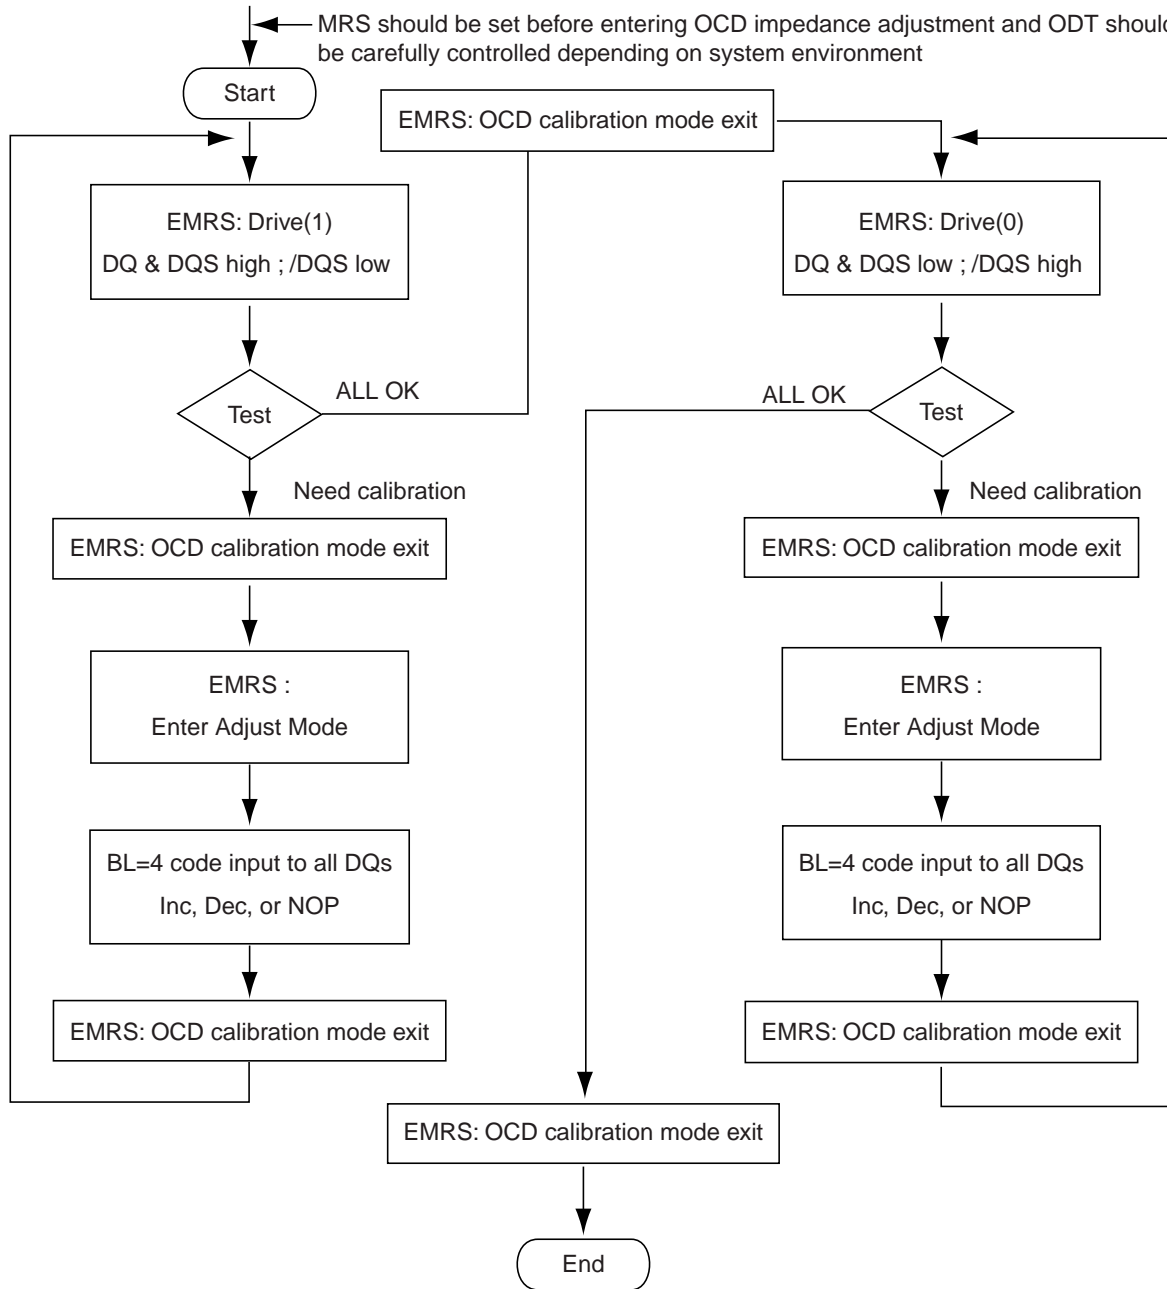 MRS should be set before entering OCD impedance adjustment and ODT should
be carefully controlled depending on system environment
Start
EMRS: OCD calibration mode exit
EMRS: Drive(1)
DQ & DQS high ; /DQS low
EMRS: Drive(0)
DQ & DQS low ; /DQS high
ALL OK
Test
ALL OK
Test
Need calibration
Need calibration
EMRS: OCD calibration mode exit
EMRS: OCD calibration mode exit
EMRS :
Enter Adjust Mode
EMRS :
Enter Adjust Mode
BL=4 code input to all DQs
Inc, Dec, or NOP
BL=4 code input to all DQs
Inc, Dec, or NOP
EMRS: OCD calibration mode exit
EMRS: OCD calibration mode exit
EMRS: OCD calibration mode exit
End